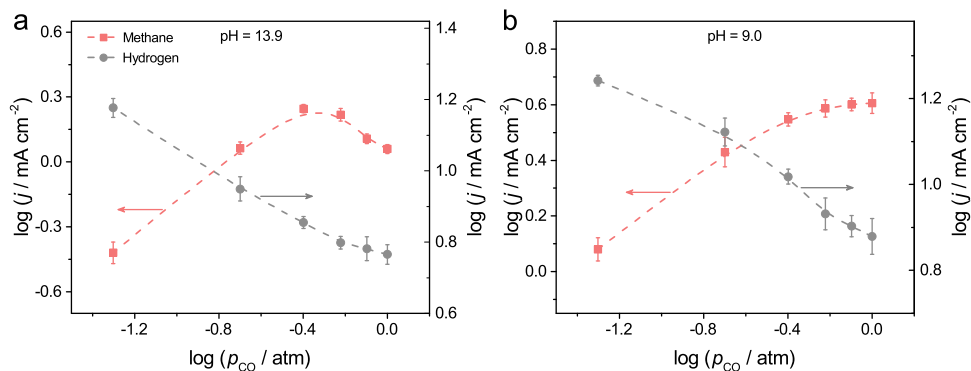 a
Methane
Hydrogen
pH = 13.9
0.6
0.3
0.0
-0.3
-0.6
log (j / mA cm⁻²)
1.4
1.2
1.0
0.8
0.6
log (j / mA cm⁻²)
-1.2
-0.8
-0.4
0.0
log (p_CO / atm)
b
pH = 9.0
0.8
0.6
0.4
0.2
0.0
log (j / mA cm⁻²)
1.2
1.0
0.8
log (j / mA cm⁻²)
-1.2
-0.8
-0.4
0.0
log (p_CO / atm)